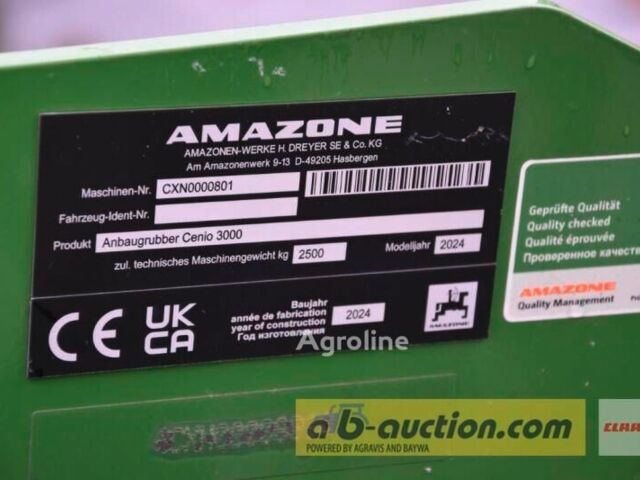 AMAZONE
AMAZONEN-WERKE H. DREYER SE & Co. KG
Am Amazonenwerk 9-13 D-49205 Hasbergen
Maschinen-Nr. CXN0000801
Fahrzeug-Ident-Nr.
Produkt Anbaugrubber Cenio 3000
zul. technisches Maschinengewicht kg 2500 Modelljahr 2024
CE UK CA
Baujahr
année de fabrication
year of construction
Год изготовления
2024
AMAZONE
Geprüfte Qualität
Quality checked
Qualité éprouvée
Проверенное качество
AMAZONE
Quality Management
Agroline
ab-auction.com
POWERED BY AGRAVIS AND BAYWA
CLAAS